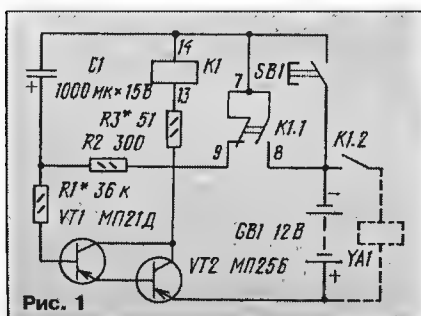 14
C1
1000 мк×15В
K1
13
R3* 51
R2 300
7
SB1
K1.1
9
8
K1.2
R1* 36 к
VT1 МП21Д
GB1 12В
YA1
VT2 МП25Б
Рис. 1